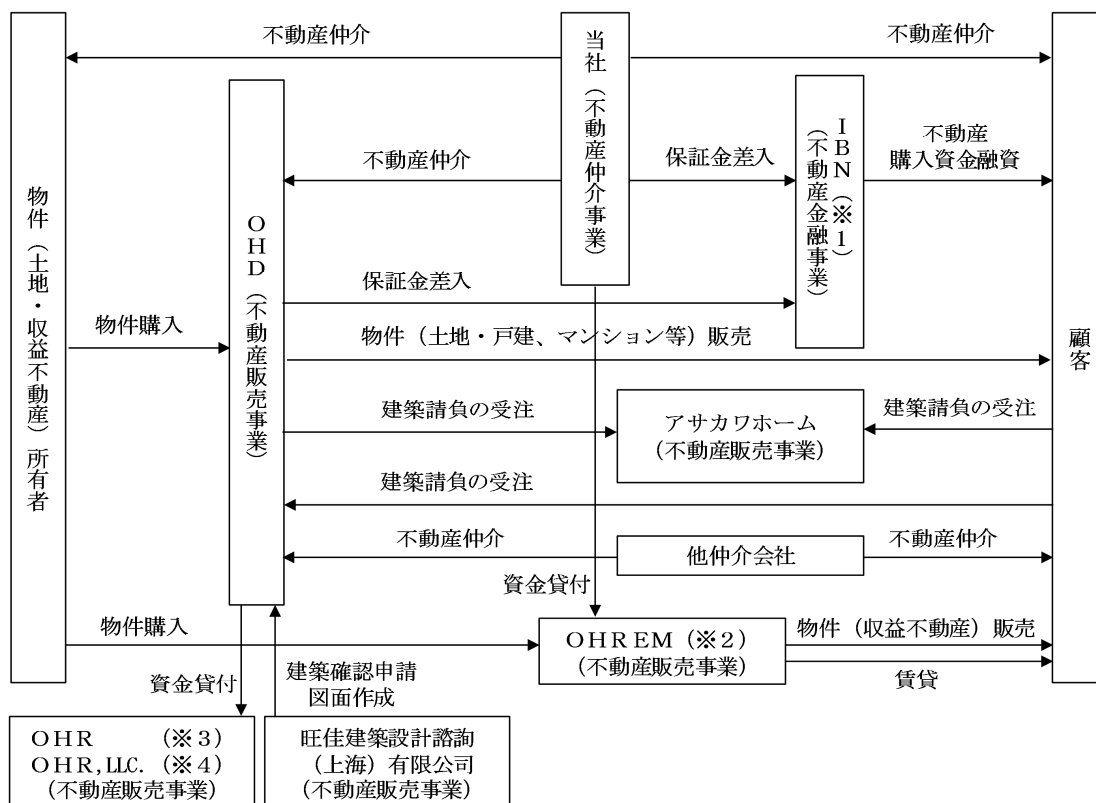 不動産仲介
不動産仲介
当社（不動産仲介事業）
不動産仲介
保証金差入
ＩＢＮ（※１）
（不動産金融事業）
不動産
購入資金融資
物件（土地・収益不動産）所有者
ＯＨＤ（不動産販売事業）
保証金差入
物件購入
物件（土地・戸建、マンション等）販売
顧客
建築請負の受注
アサカワホーム
（不動産販売事業）
建築請負の受注
建築請負の受注
不動産仲介
他仲介会社
不動産仲介
資金貸付
物件購入
ＯＨＲＥＭ（※２）
（不動産販売事業）
物件（収益不動産）販売
賃貸
資金貸付
建築確認申請
図面作成
ＯＨＲ （※３）
ＯＨＲ,LLC.（※４）
（不動産販売事業）
旺佳建築設計諮詢
（上海）有限公司
（不動産販売事業）